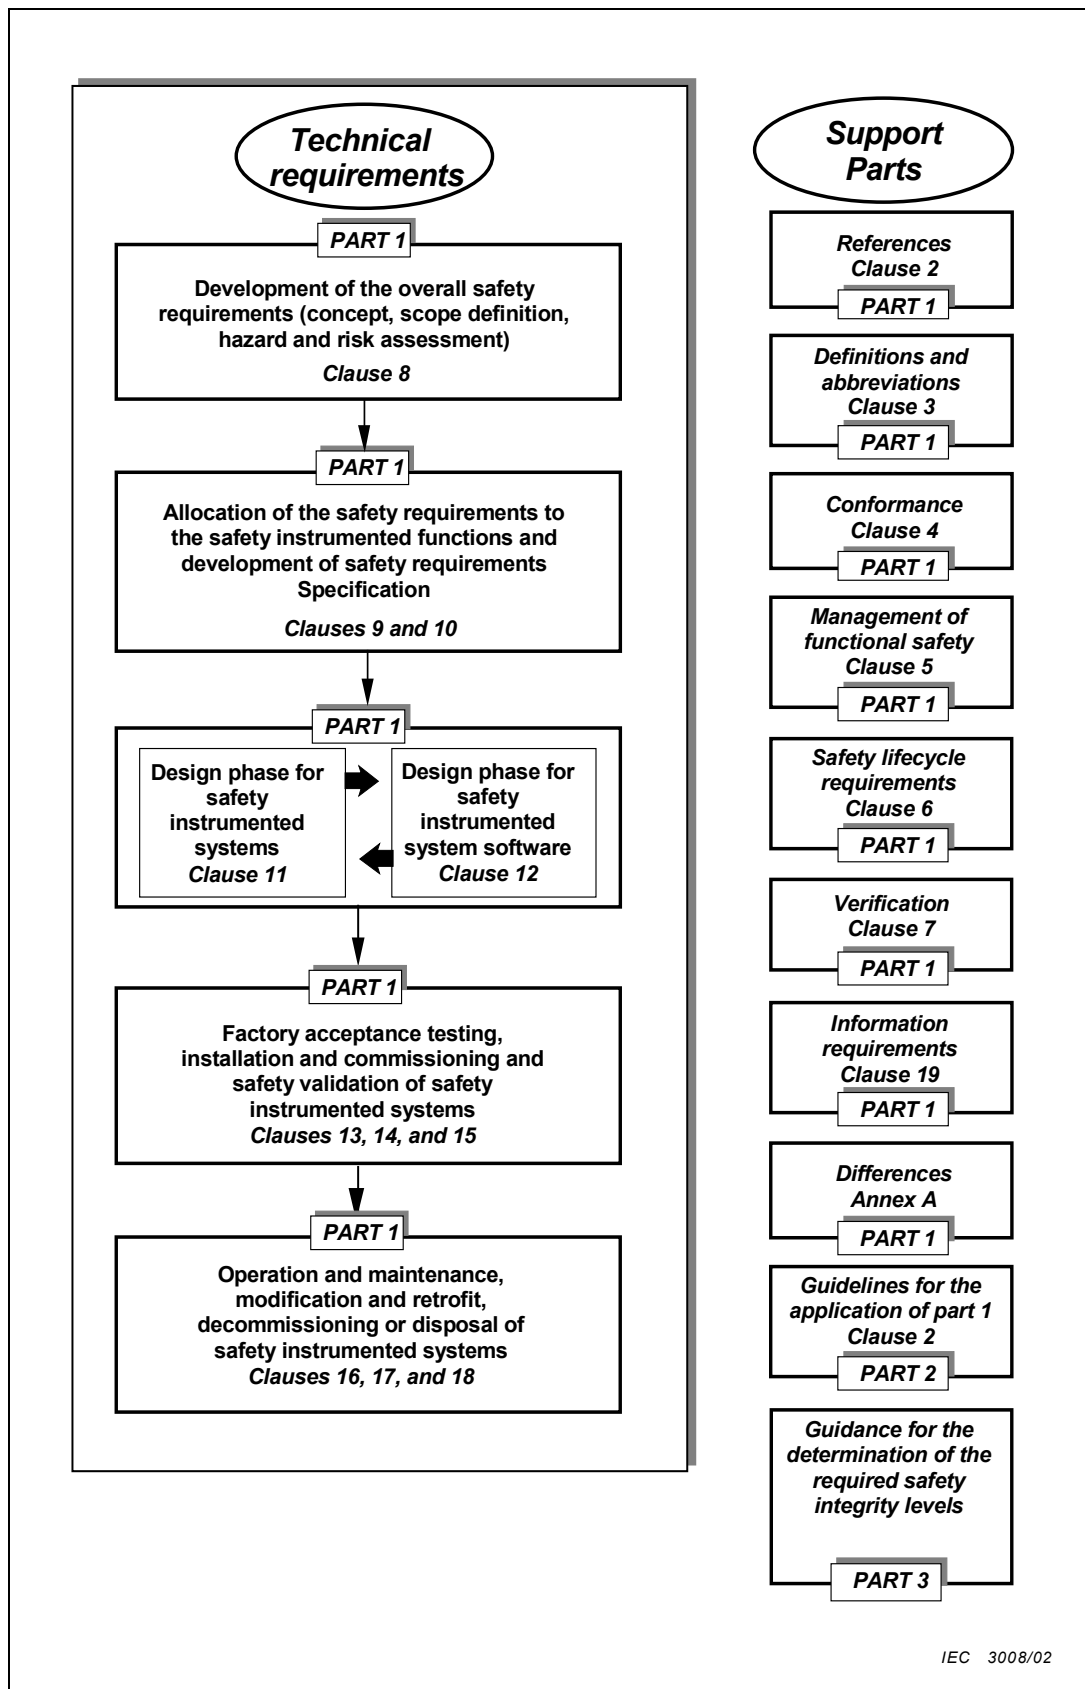 Technical
requirements
PART 1
Development of the overall safety
requirements (concept, scope definition,
hazard and risk assessment)
Clause 8
PART 1
Allocation of the safety requirements to
the safety instrumented functions and
development of safety requirements
Specification
Clauses 9 and 10
PART 1
Design phase for
safety
instrumented
systems
Clause 11
Design phase for
safety
instrumented
system software
Clause 12
PART 1
Factory acceptance testing,
installation and commissioning and
safety validation of safety
instrumented systems
Clauses 13, 14, and 15
PART 1
Operation and maintenance,
modification and retrofit,
decommissioning or disposal of
safety instrumented systems
Clauses 16, 17, and 18
Support
Parts
References
Clause 2
PART 1
Definitions and
abbreviations
Clause 3
PART 1
Conformance
Clause 4
PART 1
Management of
functional safety
Clause 5
PART 1
Safety lifecycle
requirements
Clause 6
PART 1
Verification
Clause 7
PART 1
Information
requirements
Clause 19
PART 1
Differences
Annex A
PART 1
Guidelines for the
application of part 1
Clause 2
PART 2
Guidance for the
determination of the
required safety
integrity levels
PART 3
IEC 3008/02